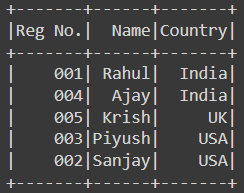 +-------+------+-------+
|Reg No.|  Name|Country|
+-------+------+-------+
|    001| Rahul|  India|
|    004|  Ajay|  India|
|    005| Krish|     UK|
|    003|Piyush|    USA|
|    002|Sanjay|    USA|
+-------+------+-------+